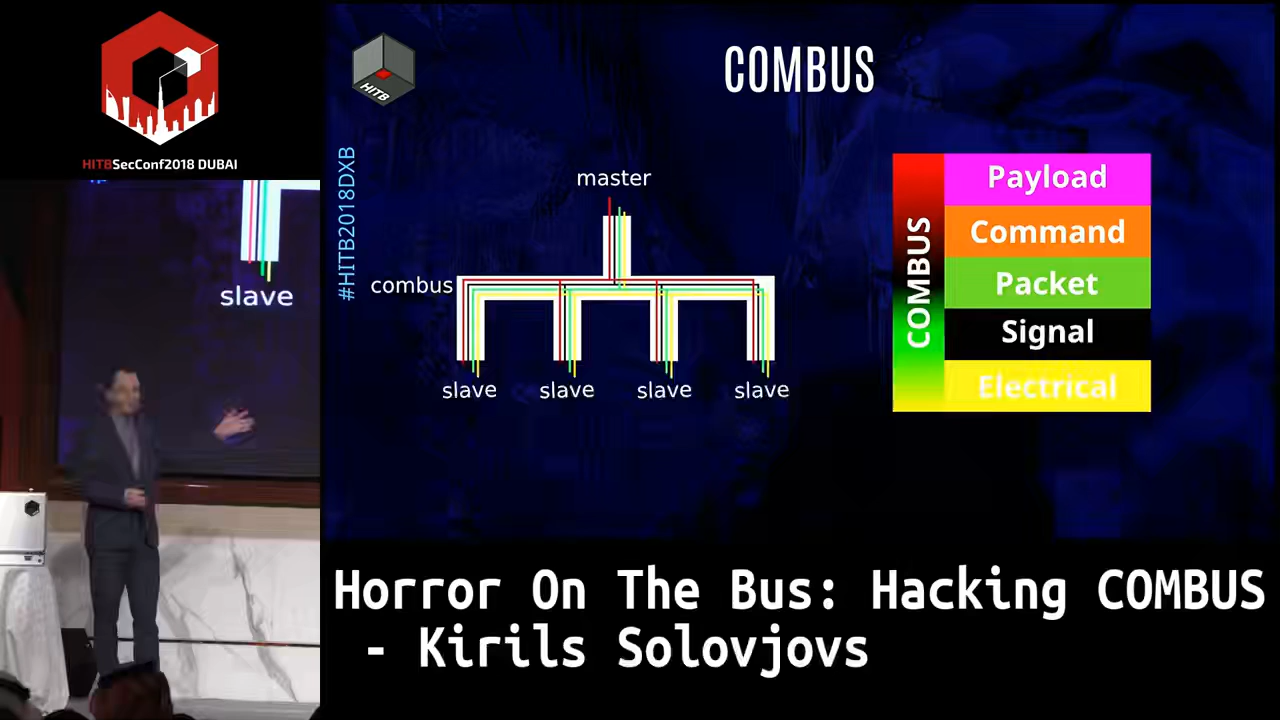 HITBSecConf2018 DUBAI
slave
HITB
#HITB2018DXB
COMBUS
master
combus
slave slave slave slave
COMBUS
Payload
Command
Packet
Signal
Electrical
Horror On The Bus: Hacking COMBUS
- Kirils Solovjovs